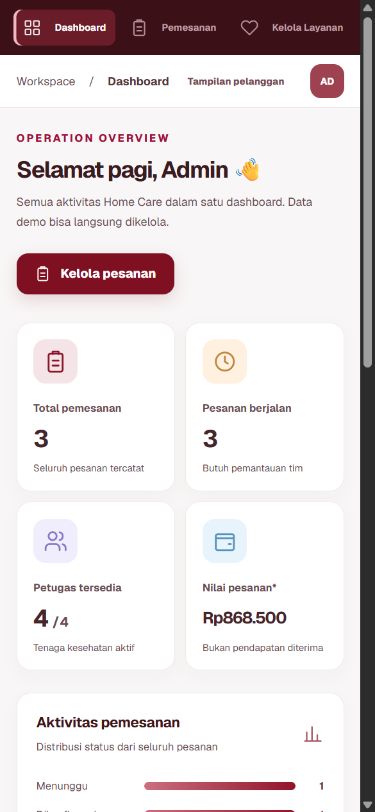 Dashboard
Pemesanan
Kelola Layanan
Workspace / Dashboard
Tampilan pelanggan
AD
OPERATION OVERVIEW
Selamat pagi, Admin 👋
Semua aktivitas Home Care dalam satu dashboard. Data
demo bisa langsung dikelola.
Kelola pesanan
Total pemesanan
3
Seluruh pesanan tercatat
Pesanan berjalan
3
Butuh pemantauan tim
Petugas tersedia
4 /4
Tenaga kesehatan aktif
Nilai pesanan*
Rp868.500
Bukan pendapatan diterima
Aktivitas pemesanan
Distribusi status dari seluruh pesanan
Menunggu 1